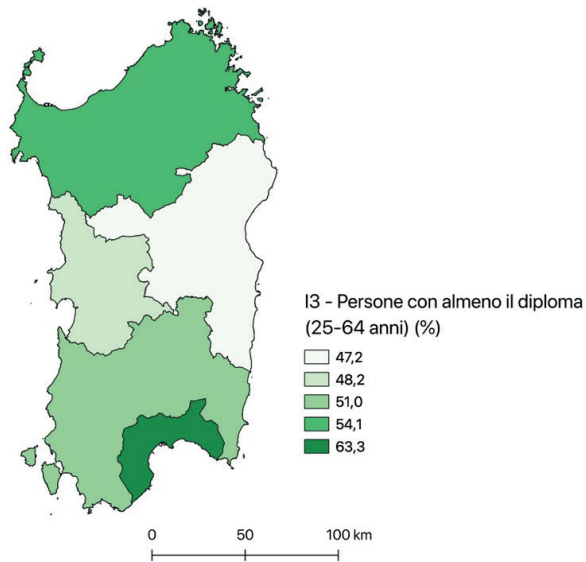 I3 - Persone con almeno il diploma
(25-64 anni) (%)
47,2
48,2
51,0
54,1
63,3
0 50 100 km